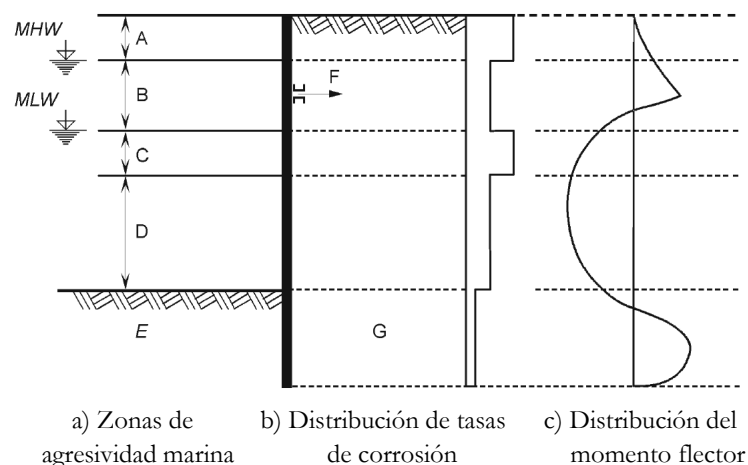 MHW
A
F
B
MLW
C
D
E
G
a) Zonas de agresividad marina
b) Distribución de tasas de corrosión
c) Distribución del momento flector